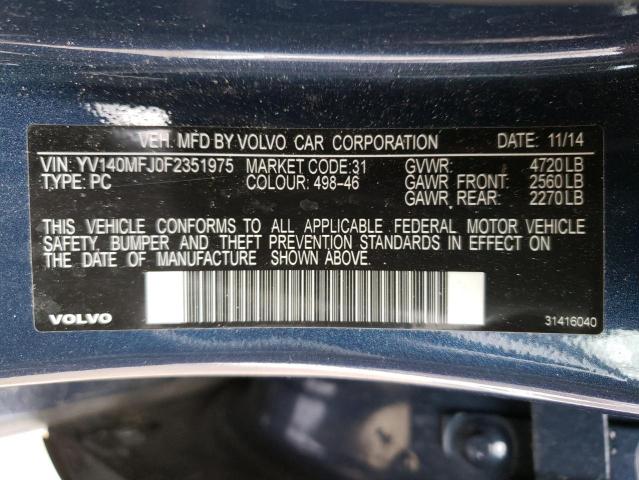 VEH. MFD BY VOLVO CAR CORPORATION DATE: 11/14
VIN: YV140MFJ0F2351975 MARKET CODE:31 GVWR: 4720LB
TYPE: PC COLOUR: 498-46 GAWR FRONT: 2560LB
GAWR REAR: 2270LB
THIS VEHICLE CONFORMS TO ALL APPLICABLE FEDERAL MOTOR VEHICLE
SAFETY, BUMPER AND THEFT PREVENTION STANDARDS IN EFFECT ON
THE DATE OF MANUFACTURE SHOWN ABOVE.
VOLVO 31416040